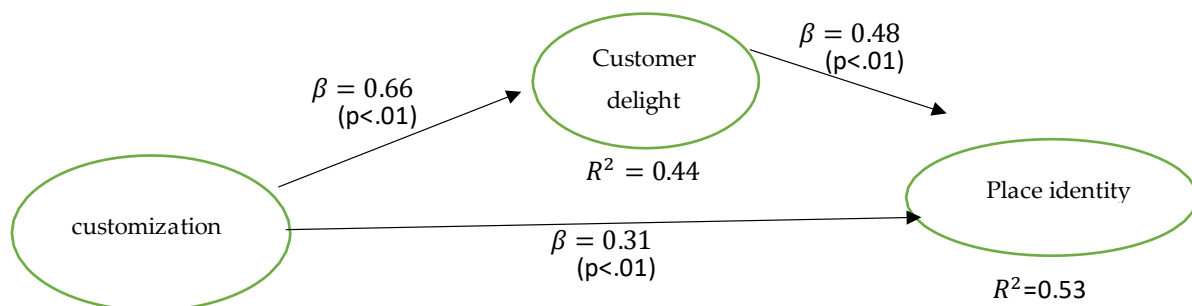 β = 0.48
(p<.01)
Customer
delight
β = 0.66
(p<.01)
R² = 0.44
Place identity
customization
β = 0.31
(p<.01)
R²=0.53